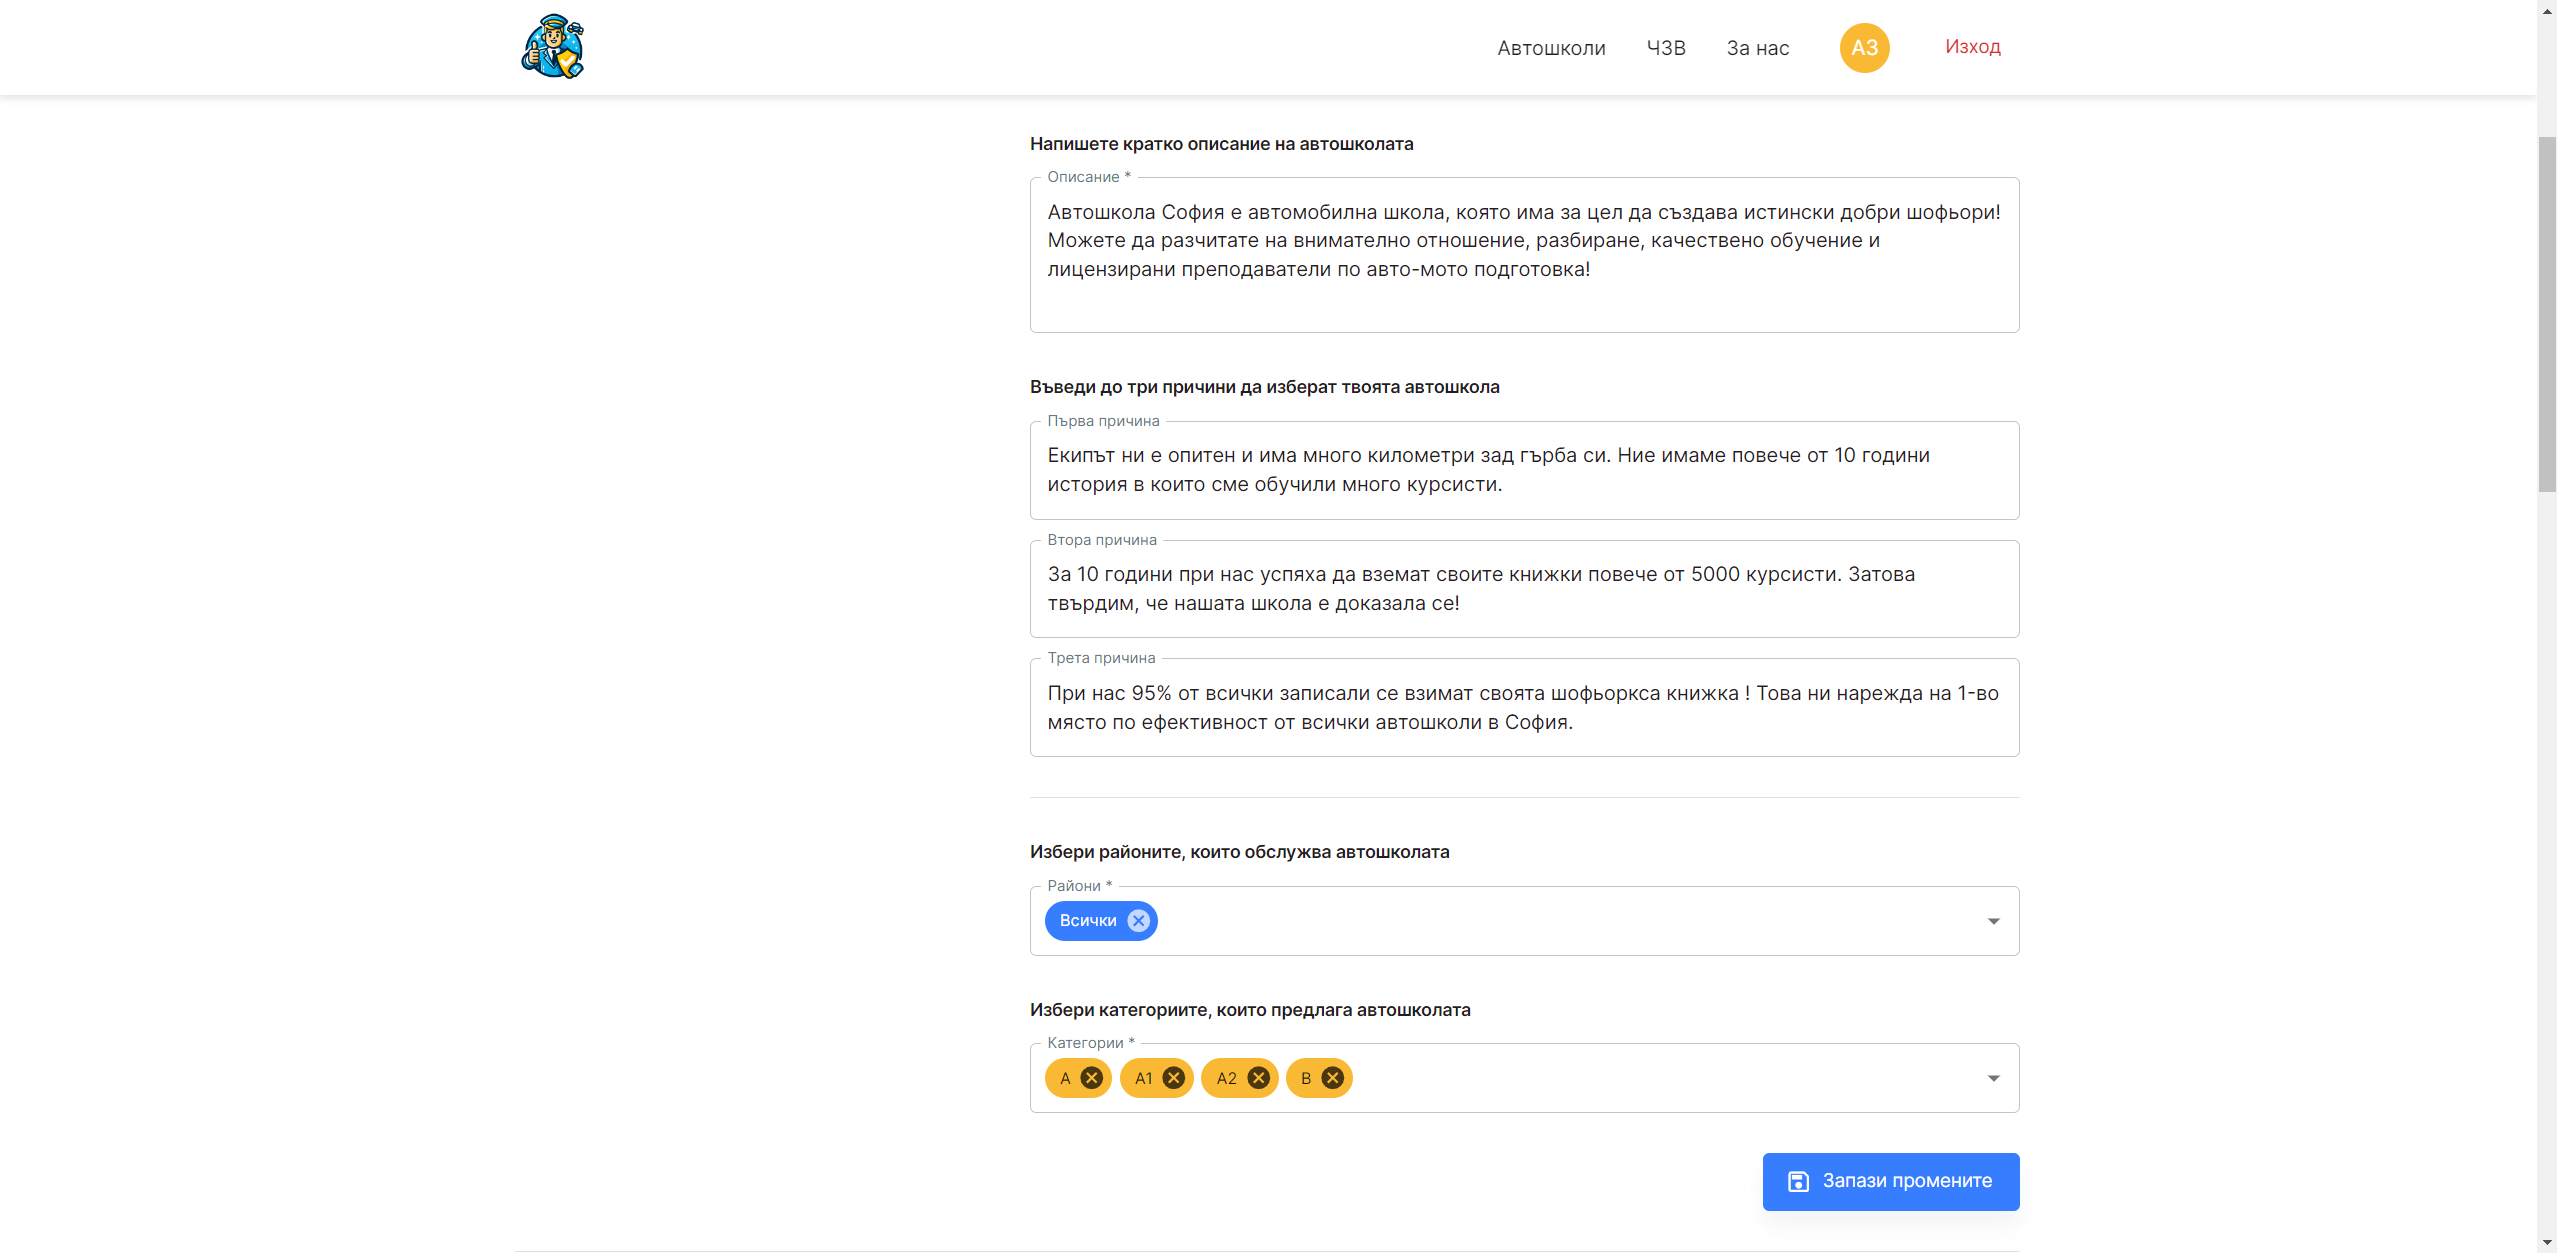 Автошколи
ЧЗВ
За нас
АЗ
Изход
Напишете кратко описание на автошколата
Описание *
Автошкола София е автомобилна школа, която има за цел да създава истински добри шофьори!
Можете да разчитате на внимателно отношение, разбиране, качествено обучение и
лицензирани преподаватели по авто-мото подготовка!
Въведи до три причини да изберат твоята автошкола
Първа причина
Екипът ни е опитен и има много километри зад гърба си. Ние имаме повече от 10 години
история в които сме обучили много курсисти.
Втора причина
За 10 години при нас успяха да вземат своите книжки повече от 5000 курсисти. Затова
твърдим, че нашата школа е доказала се!
Трета причина
При нас 95% от всички записали се взимат своята шофьоркса книжка ! Това ни нарежда на 1-во
място по ефективност от всички автошколи в София.
Избери районите, които обслужва автошколата
Райони *
Всички
Избери категориите, които предлага автошколата
Категории *
A
A1
A2
B
Запази промените